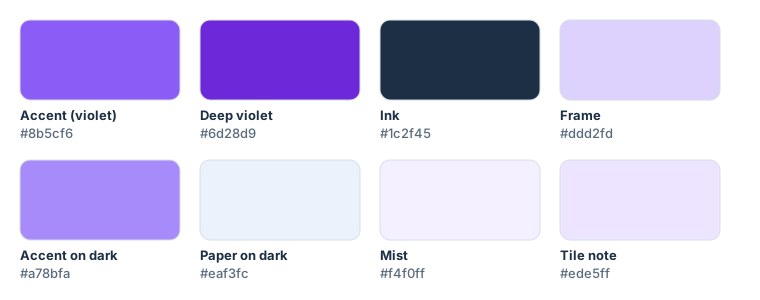 Accent (violet)
#8b5cf6
Deep violet
#6d28d9
Ink
#1c2f45
Frame
#ddd2fd
Accent on dark
#a78bfa
Paper on dark
#eaf3fc
Mist
#f4f0ff
Tile note
#ede5ff